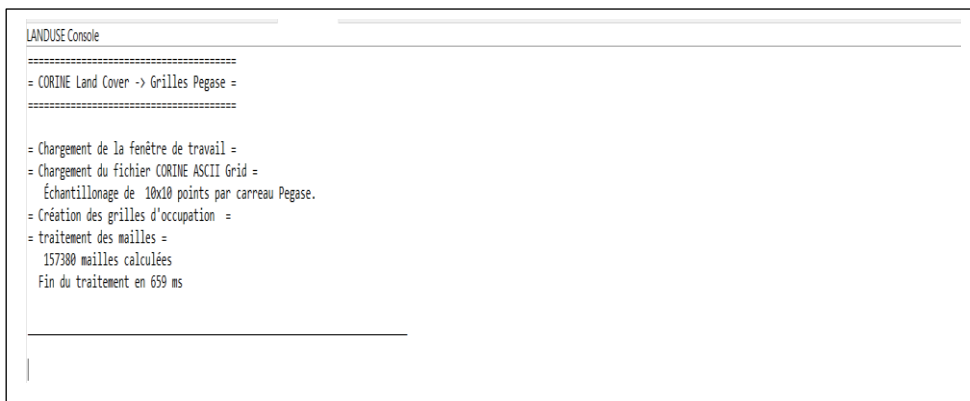 LANDUSE Console
=======================================
= CORINE Land Cover -> Grilles Pegase =
=======================================
= Chargement de la fenêtre de travail =
= Chargement du fichier CORINE ASCII Grid =
Échantillonage de 10x10 points par carreau Pegase.
= Création des grilles d'occupation =
= traitement des mailles =
157380 mailles calculées
Fin du traitement en 659 ms